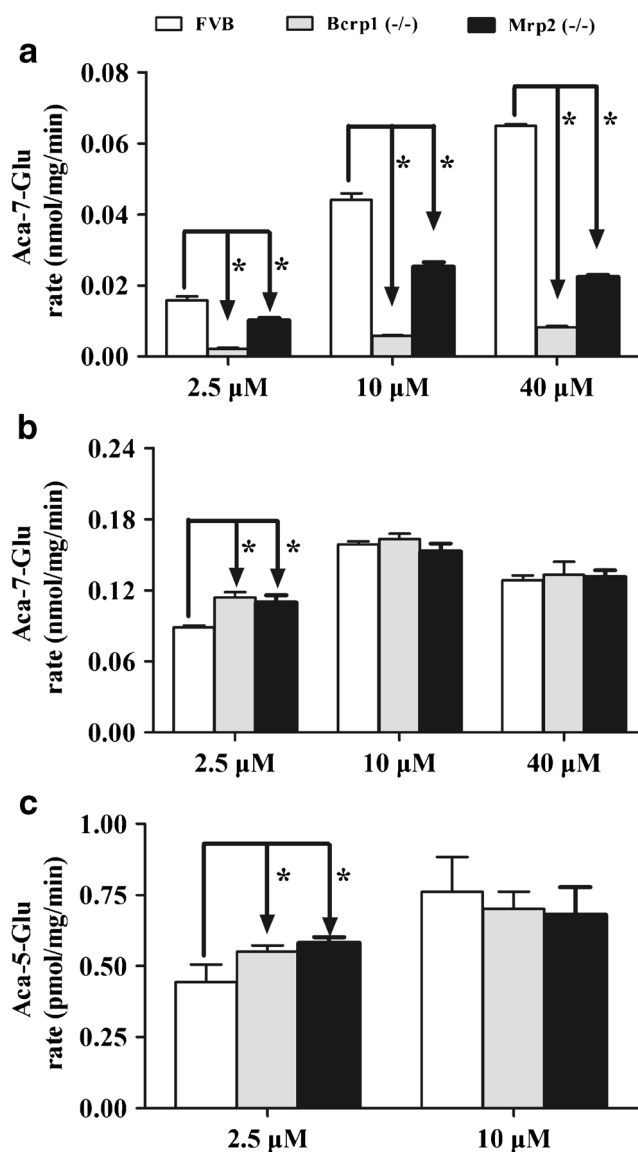 FVB Bcrp1 (-/-) Mrp2 (-/-)
a
Aca-7-Glu
rate (nmol/mg/min)
0.08
0.06
0.04
0.02
0.00
* *
* *
* *
2.5 µM 10 µM 40 µM
b
Aca-7-Glu
rate (nmol/mg/min)
0.24
0.18
0.12
0.06
0.00
* *
2.5 µM 10 µM 40 µM
c
Aca-5-Glu
rate (pmol/mg/min)
1.00
0.75
0.50
0.25
0.00
* *
2.5 µM 10 µM